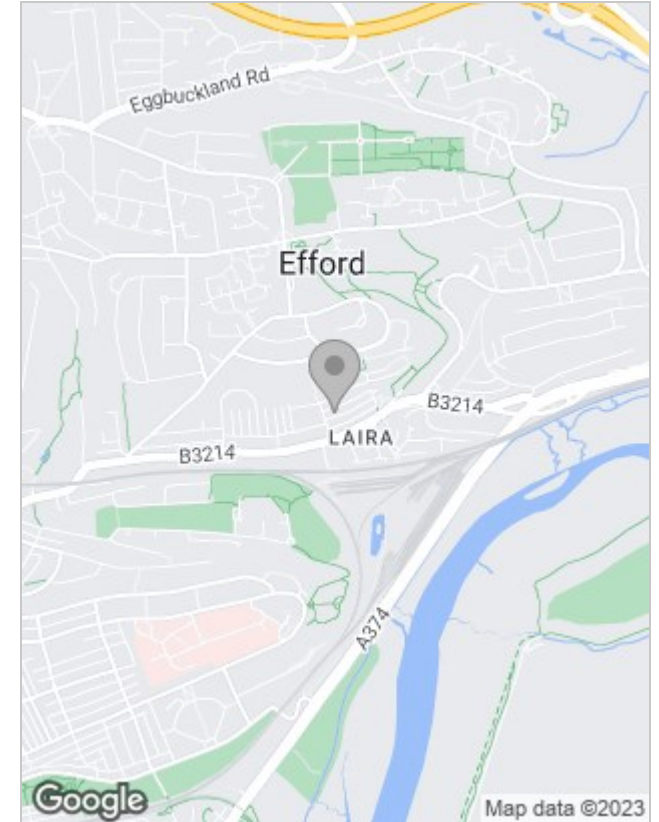 Eggbuckland Rd
Efford
B3214
LAIRA
B3214
A374
Google
Map data ©2023